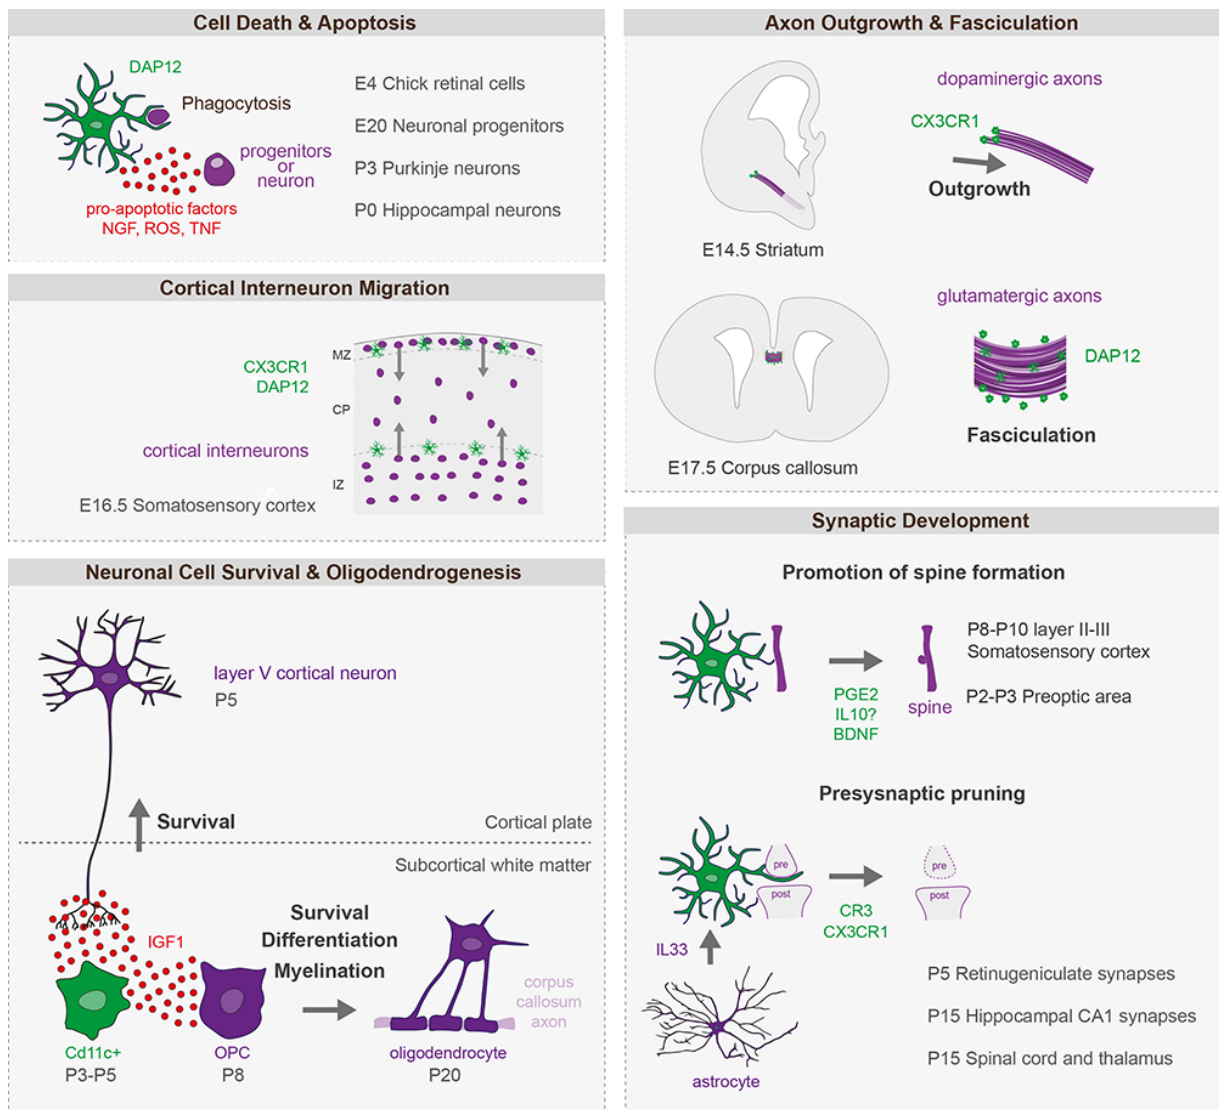 Cell Death & Apoptosis
DAP12
Phagocytosis
progenitors
or
neuron
pro-apoptotic factors
NGF, ROS, TNF
E4 Chick retinal cells
E20 Neuronal progenitors
P3 Purkinje neurons
P0 Hippocampal neurons
Cortical Interneuron Migration
CX3CR1
DAP12
cortical interneurons
E16.5 Somatosensory cortex
MZ
CP
IZ
Neuronal Cell Survival & Oligodendrogenesis
layer V cortical neuron
P5
Survival
Cortical plate
Subcortical white matter
IGF1
Survival
Differentiation
Myelination
corpus
callosum
axon
Cd11c+
P3-P5
OPC
P8
oligodendrocyte
P20
Axon Outgrowth & Fasciculation
dopaminergic axons
CX3CR1
Outgrowth
E14.5 Striatum
glutamatergic axons
DAP12
Fasciculation
E17.5 Corpus callosum
Synaptic Development
Promotion of spine formation
PGE2
IL10?
BDNF
spine
P8-P10 layer II-III
Somatosensory cortex
P2-P3 Preoptic area
Presynaptic pruning
pre
post
CR3
CX3CR1
pre
post
IL33
astrocyte
P5 Retinugeniculate synapses
P15 Hippocampal CA1 synapses
P15 Spinal cord and thalamus